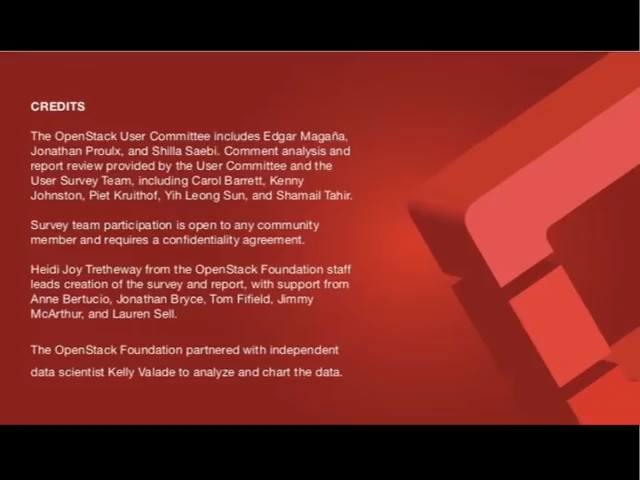 CREDITS
The OpenStack User Committee includes Edgar Magaña,
Jonathan Proulx, and Shilla Saebi. Comment analysis and
report review provided by the User Committee and the
User Survey Team, including Carol Barrett, Kenny
Johnston, Piet Kruithof, Yih Leong Sun, and Shamail Tahir.
Survey team participation is open to any community
member and requires a confidentiality agreement.
Heidi Joy Tretheway from the OpenStack Foundation staff
leads creation of the survey and report, with support from
Anne Bertucio, Jonathan Bryce, Tom Fifield, Jimmy
McArthur, and Lauren Sell.
The OpenStack Foundation partnered with independent
data scientist Kelly Valade to analyze and chart the data.